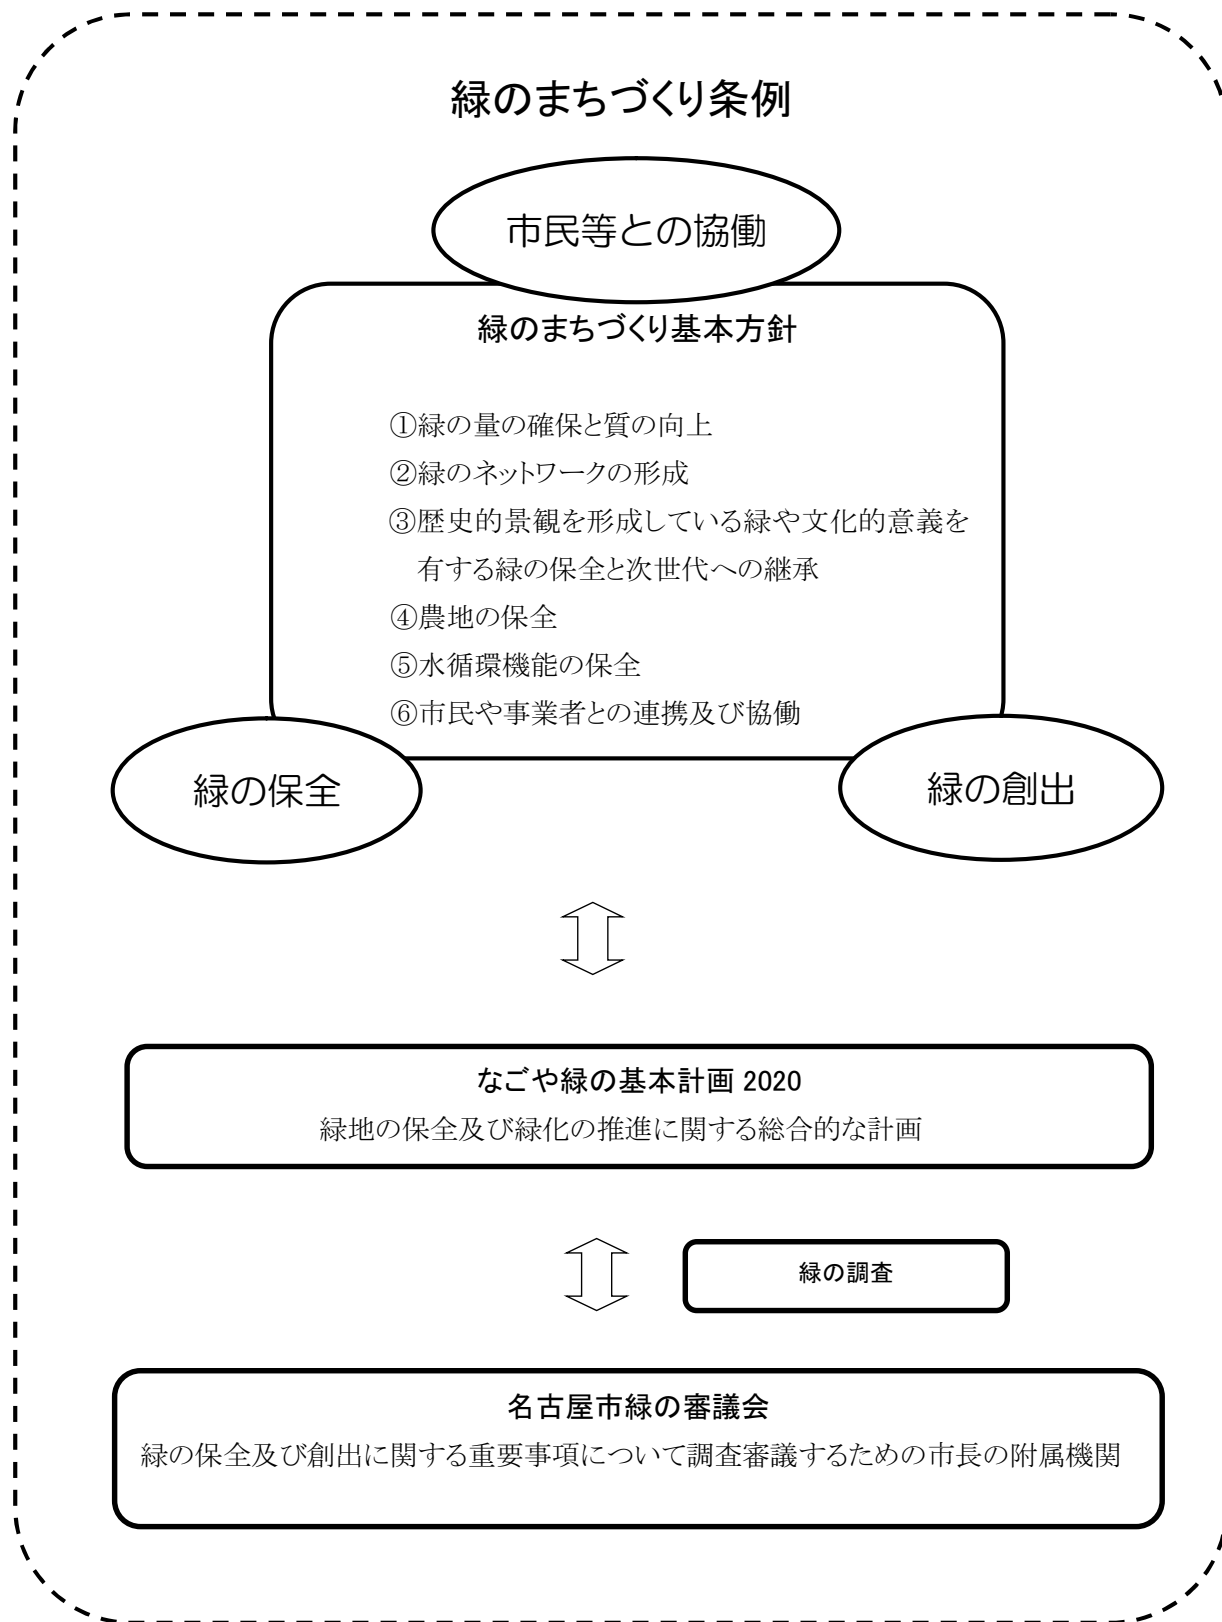 緑のまちづくり条例
市民等との協働
緑のまちづくり基本方針
①緑の量の確保と質の向上
②緑のネットワークの形成
③歴史的景観を形成している緑や文化的意義を
有する緑の保全と次世代への継承
④農地の保全
⑤水循環機能の保全
⑥市民や事業者との連携及び協働
緑の保全
緑の創出
なごや緑の基本計画 2020
緑地の保全及び緑化の推進に関する総合的な計画
緑の調査
名古屋市緑の審議会
緑の保全及び創出に関する重要事項について調査審議するための市長の附属機関